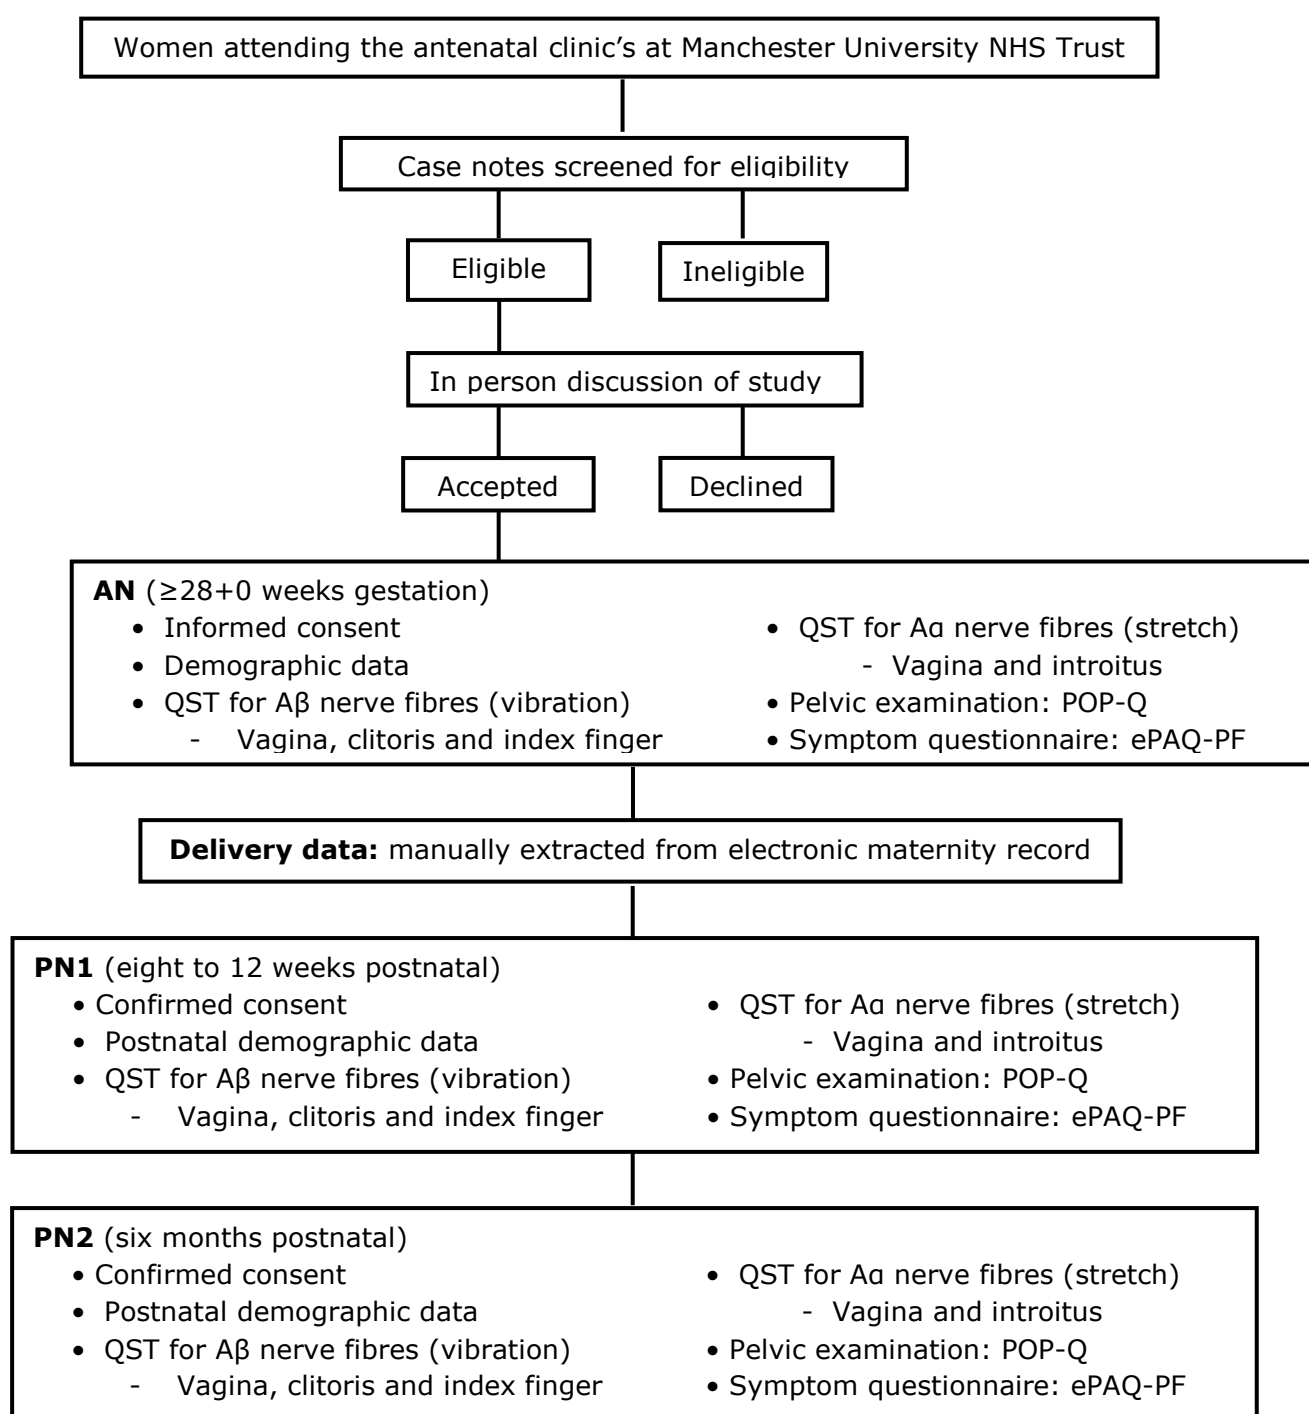 Women attending the antenatal clinic’s at Manchester University NHS Trust
Case notes screened for eligibility
Eligible
Ineligible
In person discussion of study
Accepted
Declined
AN (≥28+0 weeks gestation)
• Informed consent
• Demographic data
• QST for Aβ nerve fibres (vibration)
- Vagina, clitoris and index finger
• QST for Aα nerve fibres (stretch)
- Vagina and introitus
• Pelvic examination: POP-Q
• Symptom questionnaire: ePAQ-PF
Delivery data: manually extracted from electronic maternity record
PN1 (eight to 12 weeks postnatal)
• Confirmed consent
• Postnatal demographic data
• QST for Aβ nerve fibres (vibration)
- Vagina, clitoris and index finger
• QST for Aα nerve fibres (stretch)
- Vagina and introitus
• Pelvic examination: POP-Q
• Symptom questionnaire: ePAQ-PF
PN2 (six months postnatal)
• Confirmed consent
• Postnatal demographic data
• QST for Aβ nerve fibres (vibration)
- Vagina, clitoris and index finger
• QST for Aα nerve fibres (stretch)
- Vagina and introitus
• Pelvic examination: POP-Q
• Symptom questionnaire: ePAQ-PF